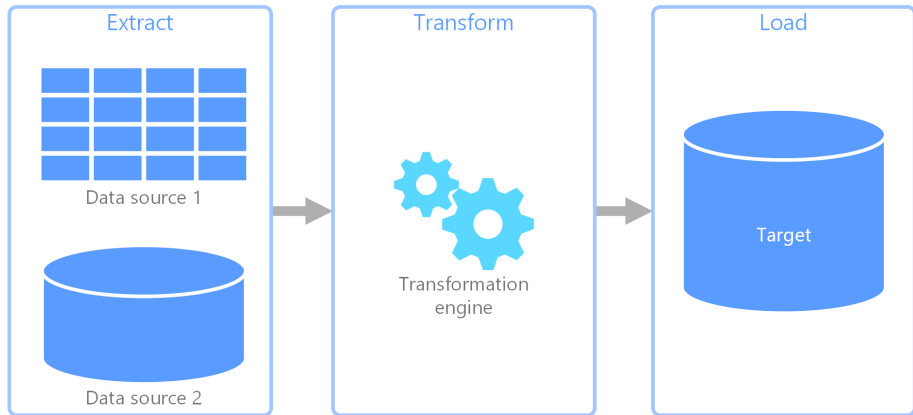 Extract
Data source 1
Data source 2
Transform
Transformation
engine
Load
Target